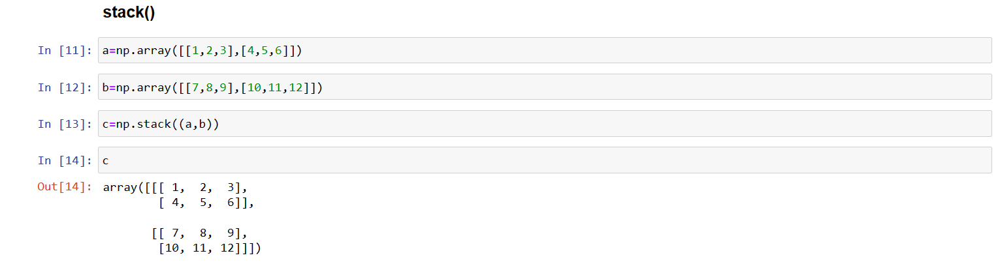 stack()
In [11]: a=np.array([[1,2,3],[4,5,6]])
In [12]: b=np.array([[7,8,9],[10,11,12]])
In [13]: c=np.stack((a,b))
In [14]: c
Out[14]: array([[[ 1,  2,  3],
        [ 4,  5,  6]],
       [[ 7,  8,  9],
        [10, 11, 12]]])